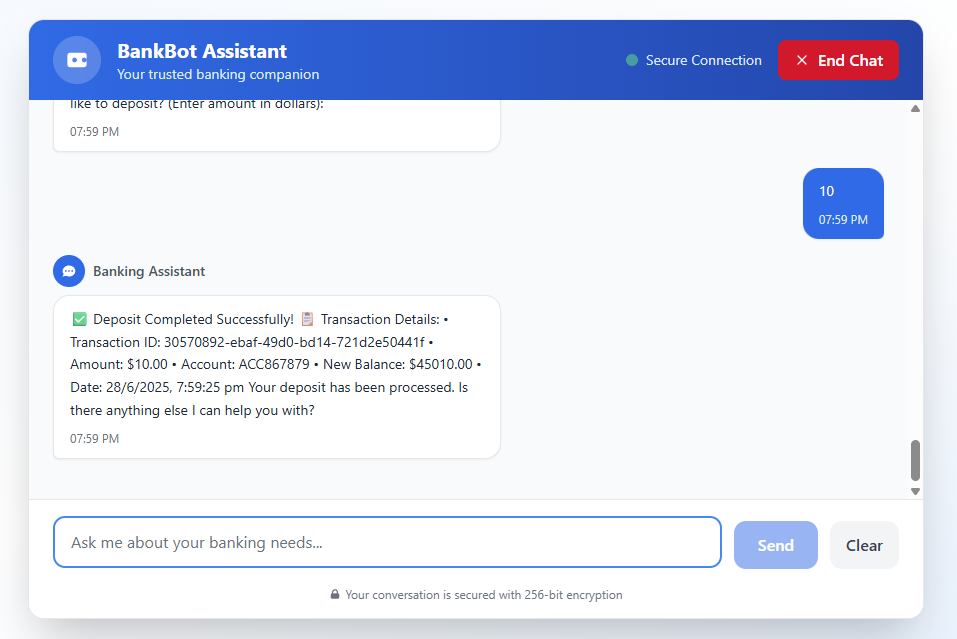 BankBot Assistant
Your trusted banking companion
Secure Connection
End Chat
like to deposit? (Enter amount in dollars):
07:59 PM
10
07:59 PM
Banking Assistant
✅ Deposit Completed Successfully! 📋 Transaction Details: •
Transaction ID: 30570892-ebaf-49d0-bd14-721d2e50441f •
Amount: $10.00 • Account: ACC867879 • New Balance: $45010.00 •
Date: 28/6/2025, 7:59:25 pm Your deposit has been processed. Is
there anything else I can help you with?
07:59 PM
Ask me about your banking needs...
Send
Clear
Your conversation is secured with 256-bit encryption